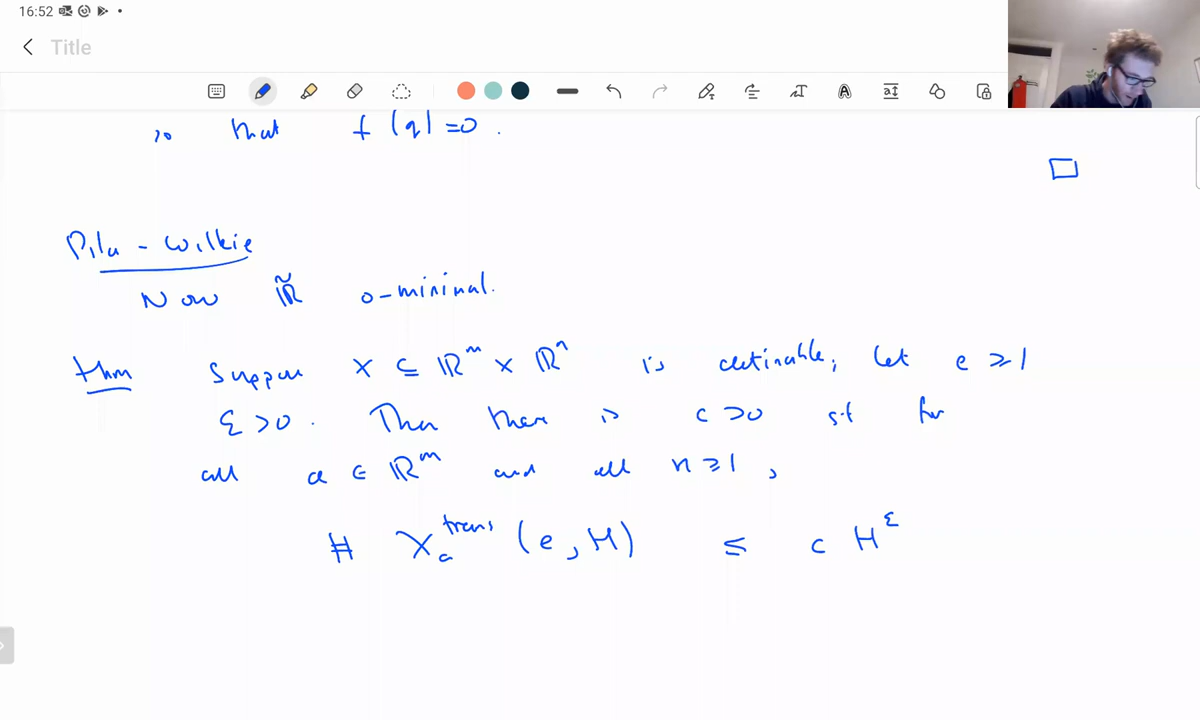 16:52
Title
so that f(q)=0.
Pila - Wilkie
Now ℝ̃ o-minimal.
Thm Suppose X ⊆ ℝ^m × ℝ^n is definable, let e ≥ 1
ε > 0. Then there is c > 0 s.t for
all a ∈ ℝ^m and all H ≥ 1,
# X_a^trans (e, H) ≤ c H^ε